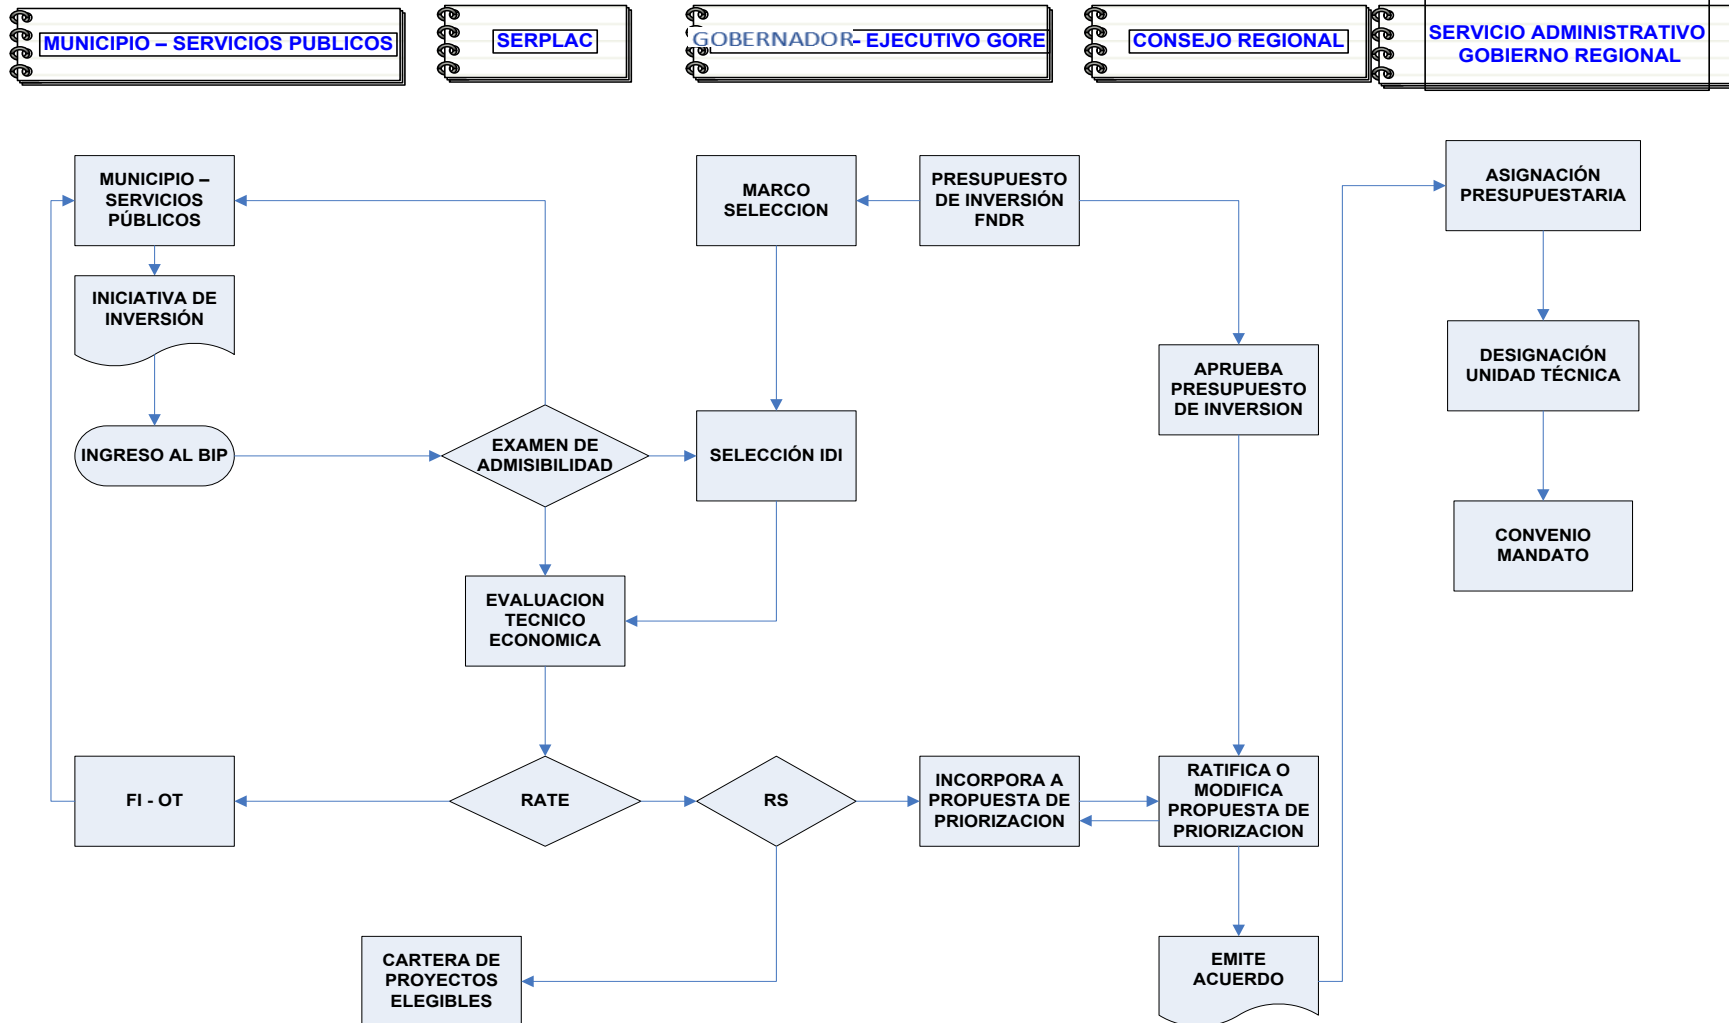 MUNICIPIO – SERVICIOS PUBLICOS
SERPLAC
GOBERNADOR- EJECUTIVO GORE
CONSEJO REGIONAL
SERVICIO ADMINISTRATIVO
GOBIERNO REGIONAL
MUNICIPIO –
SERVICIOS
PÚBLICOS
MARCO
SELECCION
PRESUPUESTO
DE INVERSIÓN
FNDR
ASIGNACIÓN
PRESUPUESTARIA
INICIATIVA DE
INVERSIÓN
APRUEBA
PRESUPUESTO
DE INVERSION
DESIGNACIÓN
UNIDAD TÉCNICA
INGRESO AL BIP
EXAMEN DE
ADMISIBILIDAD
SELECCIÓN IDI
CONVENIO
MANDATO
EVALUACION
TECNICO
ECONOMICA
FI - OT
RATE
RS
INCORPORA A
PROPUESTA DE
PRIORIZACION
RATIFICA O
MODIFICA
PROPUESTA DE
PRIORIZACION
CARTERA DE
PROYECTOS
ELEGIBLES
EMITE
ACUERDO